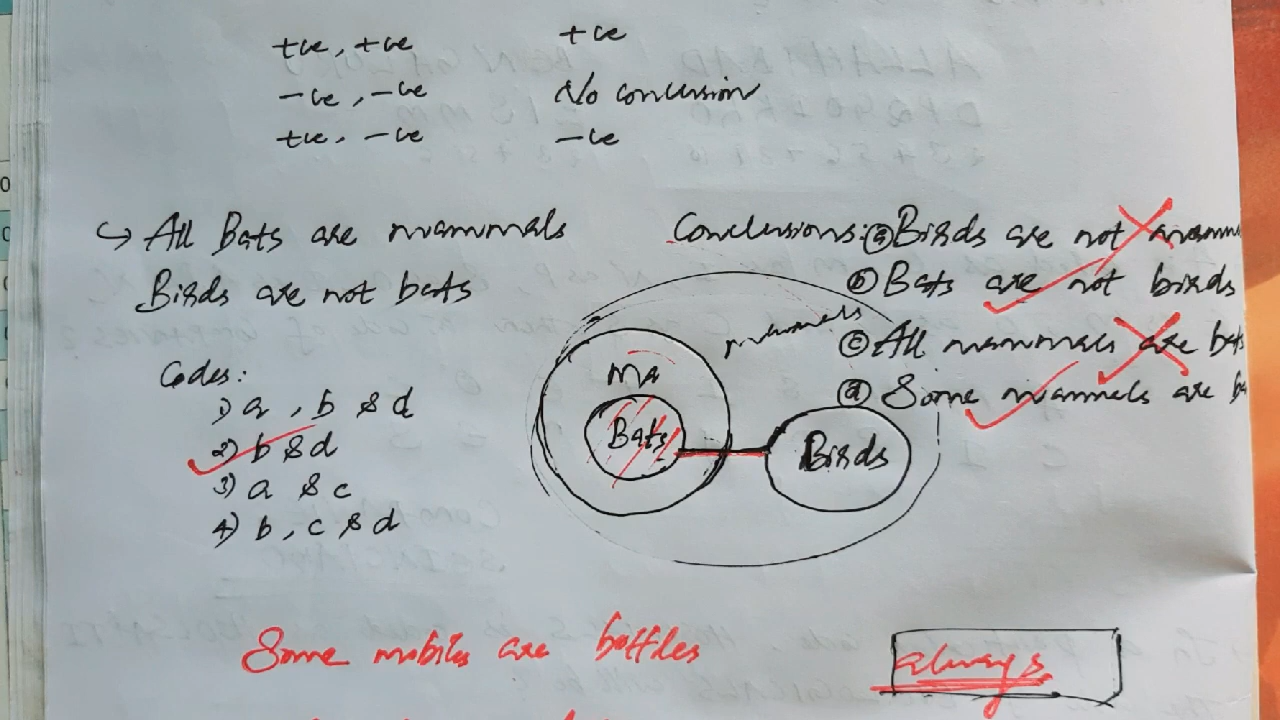 +ve, +ve +ve
-ve, -ve No conclusion
+ve, -ve -ve
All Bats are mammals
Birds are not bats
Conclusions: (a) Birds are not
(b) Bats are not birds
(c) All mammals are
(d) Some mammals are
mammals
MA
Bats
Birds
Codes:
1) a, b & d
2) b & d
3) a & c
4) b, c & d
Some mobiles are bottles
always